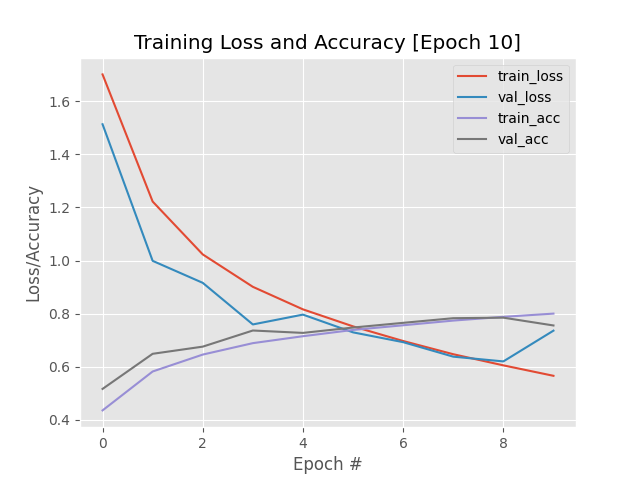 Training Loss and Accuracy [Epoch 10]
train_loss
val_loss
train_acc
val_acc
Loss/Accuracy
1.6
1.4
1.2
1.0
0.8
0.6
0.4
0
2
4
6
8
Epoch #